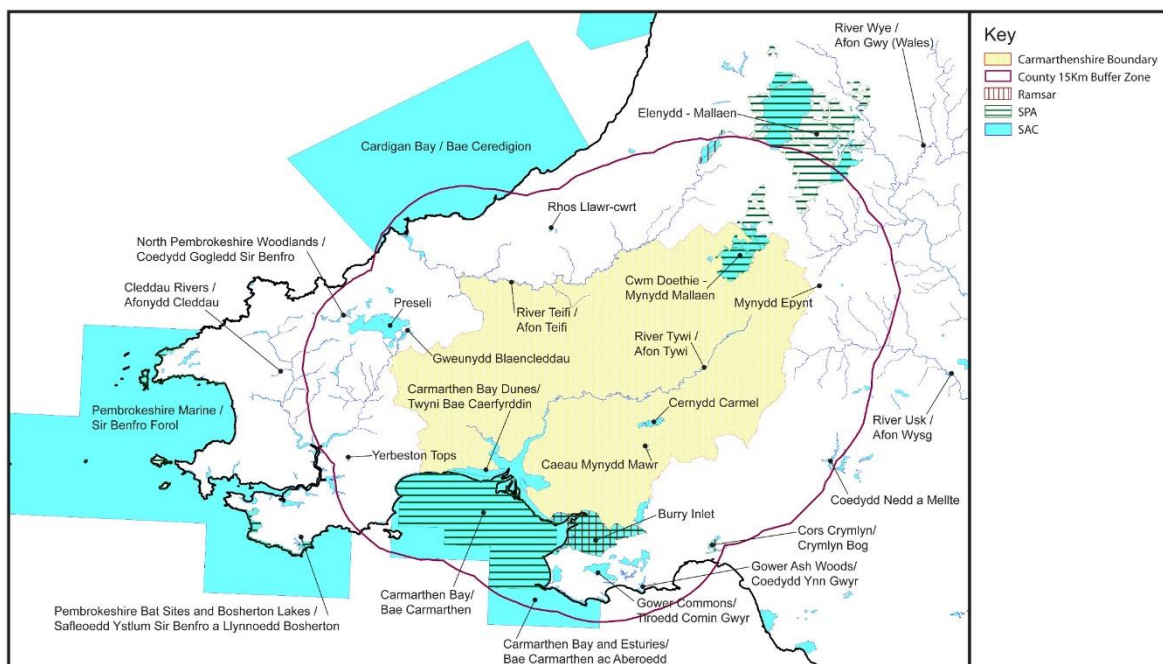 River Wye /
Afon Gwy (Wales)
Elenydd - Mallaen
Cardigan Bay / Bae Ceredigion
Rhos Llawr-cwrt
North Pembrokeshire Woodlands /
Coedydd Gogledd Sir Benfro
Cleddau Rivers /
Afonydd Cleddau
Preseli
River Teifi /
Afon Teifi
Cwm Doethie -
Mynydd Mallaen
Mynydd Epynt
Gweunydd Blaencleddau
River Tywi /
Afon Tywi
Carmarthen Bay Dunes/
Twyni Bae Caerfyrddin
Cernydd Carmel
Pembrokeshire Marine /
Sir Benfro Forol
River Usk /
Afon Wysg
Yerbeston Tops
Caeau Mynydd Mawr
Coedydd Nedd a Mellte
Burry Inlet
Cors Crymlyn/
Crymlyn Bog
Gower Ash Woods/
Coedydd Ynn Gwyr
Carmarthen Bay/
Bae Carmarthen
Gower Commons/
Tiroedd Comin Gwyr
Pembrokeshire Bat Sites and Bosherton Lakes /
Safleoedd Ystlum Sir Benfro a Llynnoedd Bosherton
Carmarthen Bay and Esturies/
Bae Carmarthen ac Aberoedd
Key
Carmarthenshire Boundary
County 15Km Buffer Zone
Ramsar
SPA
SAC